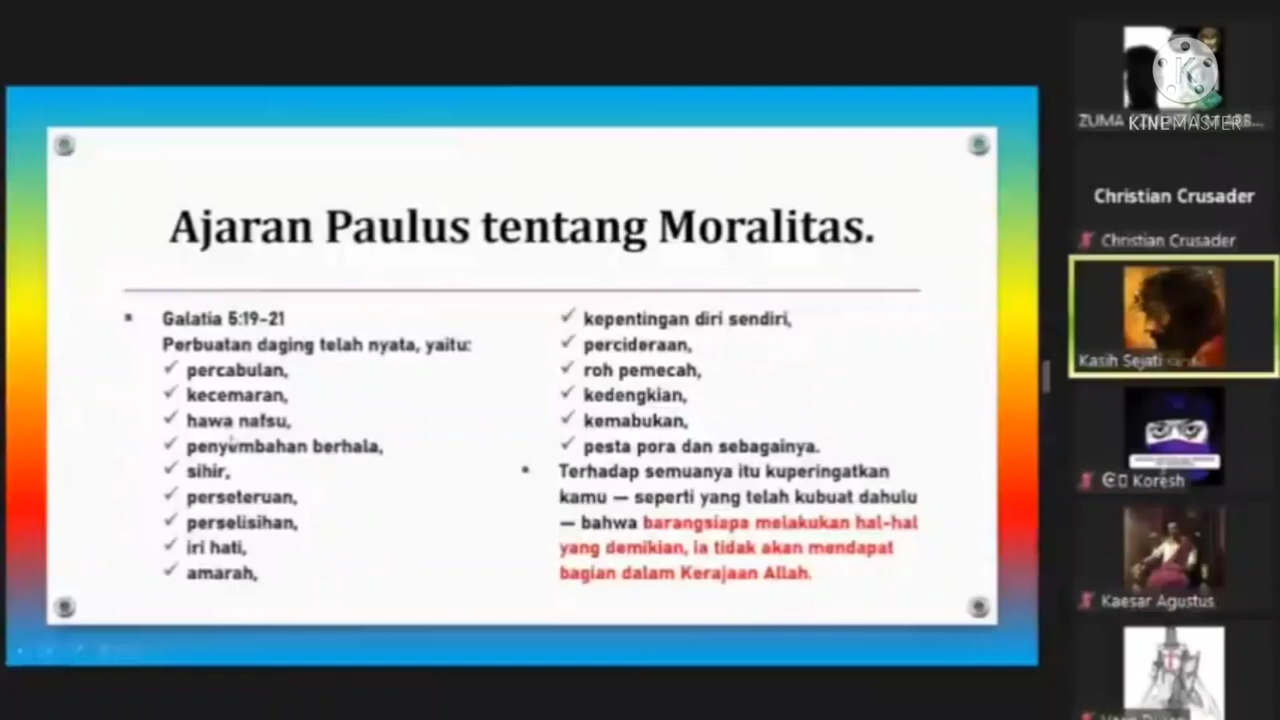 Ajaran Paulus tentang Moralitas.
Galatia 5:19-21
Perbuatan daging telah nyata, yaitu:
percabulan,
kecemaran,
hawa nafsu,
penyembahan berhala,
sihir,
perseteruan,
perselisihan,
iri hati,
amarah,
kepentingan diri sendiri,
percideraan,
roh pemecah,
kedengkian,
kemabukan,
pesta pora dan sebagainya.
Terhadap semuanya itu kuperingatkan
kamu — seperti yang telah kubuat dahulu
— bahwa barangsiapa melakukan hal-hal
yang demikian, ia tidak akan mendapat
bagian dalam Kerajaan Allah.
ZUMA
KINEMASTER
Christian Crusader
Christian Crusader
Kasih Sejati
Koresh
Kaesar Agustus